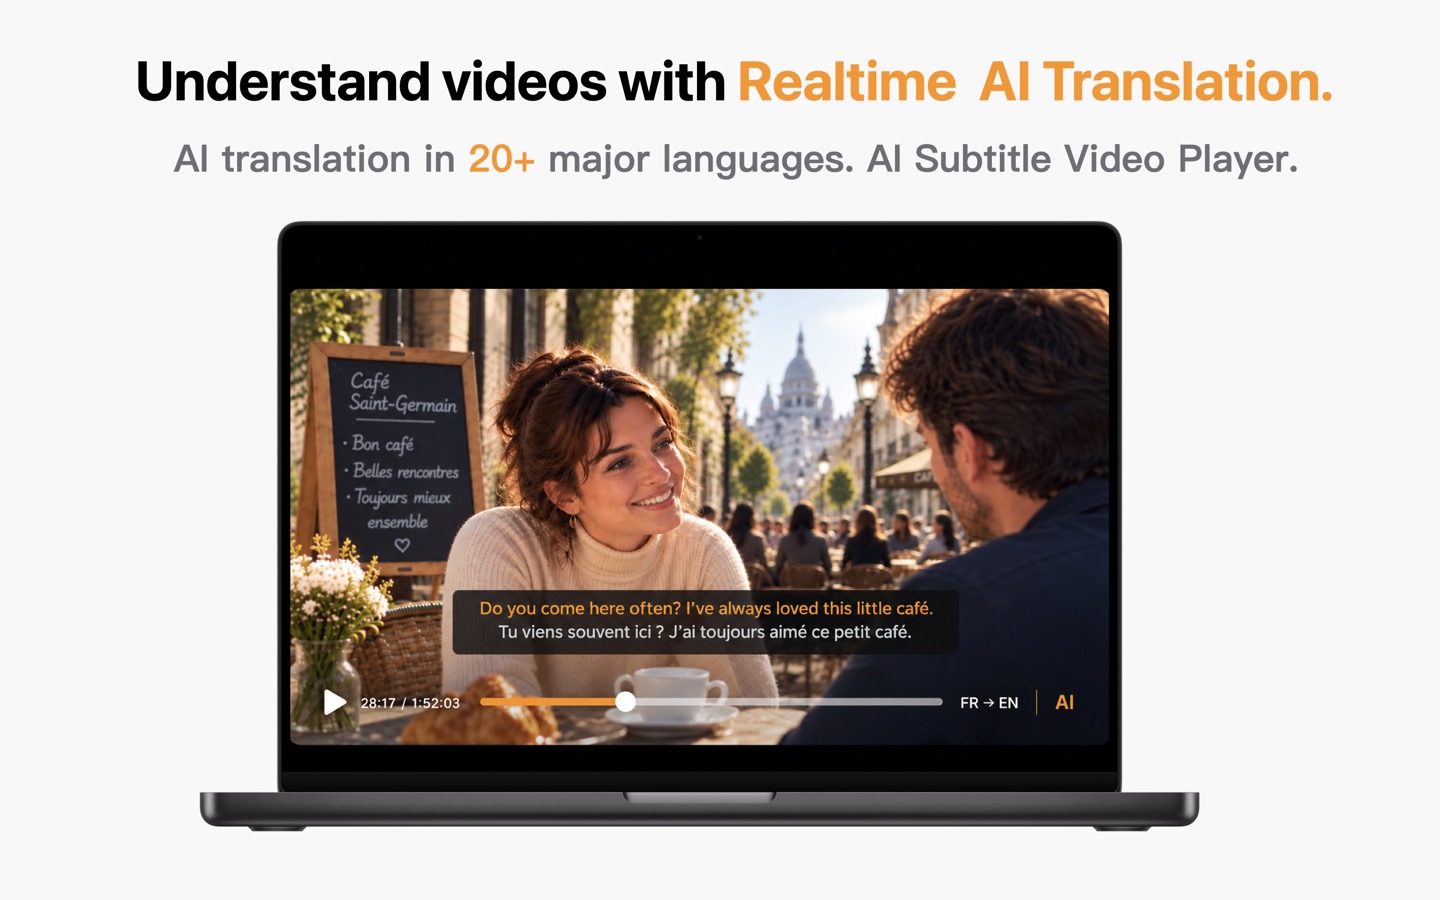 Understand videos with Realtime AI Translation.
AI translation in 20+ major languages. AI Subtitle Video Player.
Café
Saint-Germain
· Bon café
· Belles rencontres
· Toujours mieux
ensemble
Do you come here often? I've always loved this little café.
Tu viens souvent ici ? J'ai toujours aimé ce petit café.
28:17 / 1:52:03
FR → EN
AI